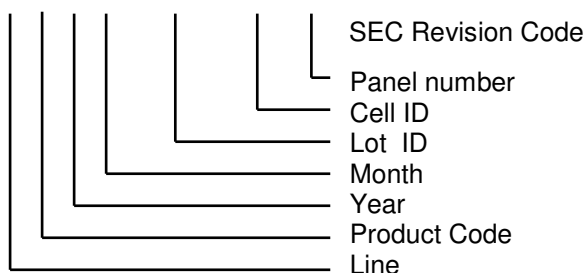 SEC Revision Code
Panel number
Cell ID
Lot ID
Month
Year
Product Code
Line